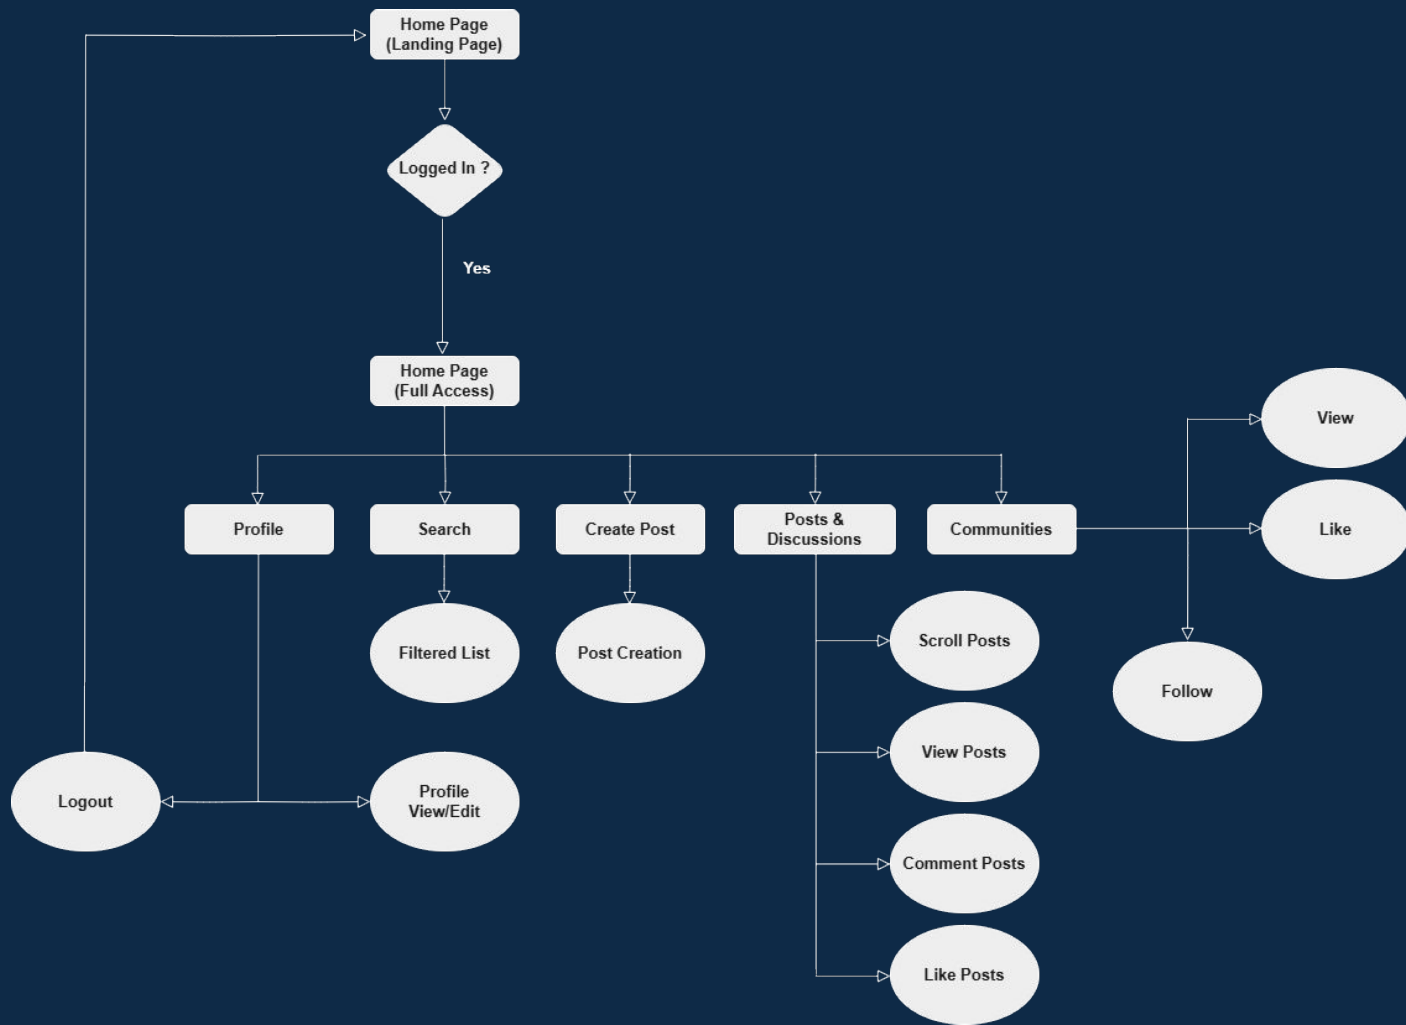 Home Page
(Landing Page)
Logged In ?
Yes
Home Page
(Full Access)
View
Profile
Search
Create Post
Posts &
Discussions
Communities
Like
Filtered List
Post Creation
Scroll Posts
Follow
View Posts
Logout
Profile
View/Edit
Comment Posts
Like Posts